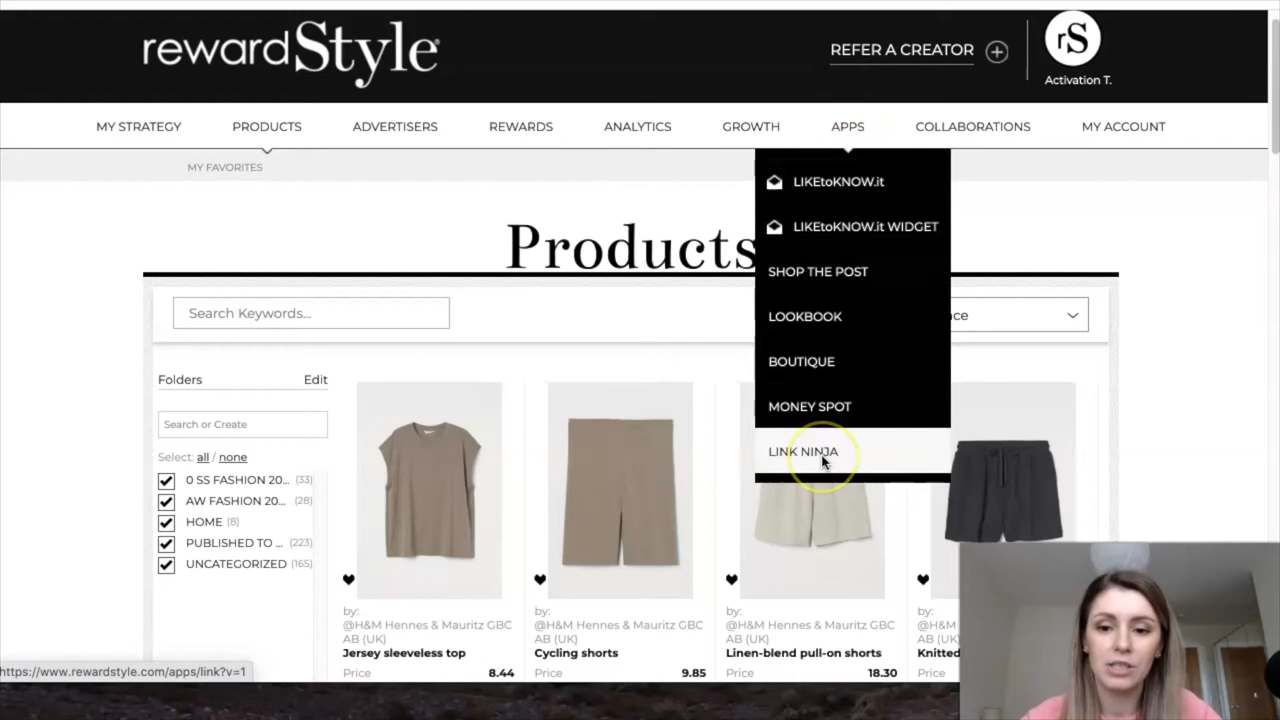 rewardStyle
REFER A CREATOR
rS
Activation T.
MY STRATEGY
PRODUCTS
ADVERTISERS
REWARDS
ANALYTICS
GROWTH
APPS
COLLABORATIONS
MY ACCOUNT
MY FAVORITES
LIKEtoKNOW.it
LIKEtoKNOW.it WIDGET
SHOP THE POST
LOOKBOOK
BOUTIQUE
MONEY SPOT
LINK NINJA
Products
Search Keywords...
ce
Folders Edit
Search or Create
Select: all / none
0 SS FASHION 20... (33)
AW FASHION 20... (28)
HOME (8)
PUBLISHED TO ... (223)
UNCATEGORIZED (165)
by:
@H&M Hennes & Mauritz GBC
AB (UK)
Jersey sleeveless top
Price 8.44
by:
@H&M Hennes & Mauritz GBC
AB (UK)
Cycling shorts
Price 9.85
by:
@H&M Hennes & Mauritz GBC
AB (UK)
Linen-blend pull-on shorts
Price 18.30
by:
@H&M
AB (UK)
Knitted
Price
https://www.rewardstyle.com/apps/link?v=1